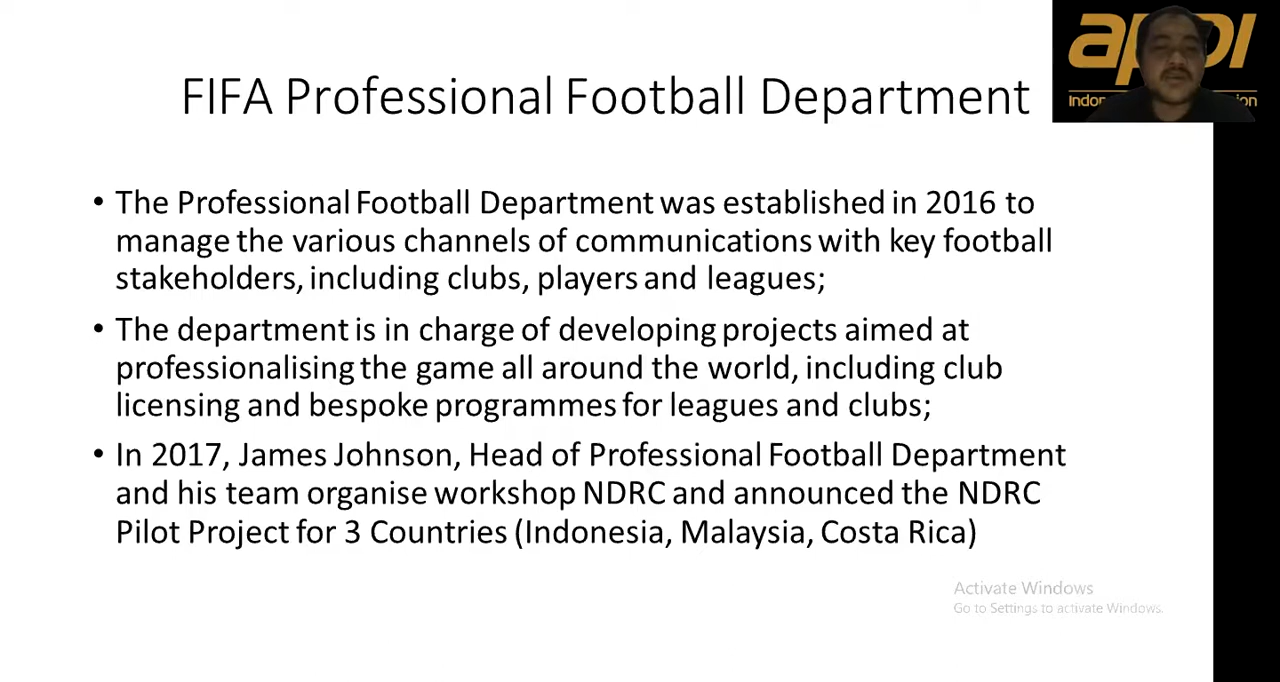 FIFA Professional Football Department
appi
Indon
ion
• The Professional Football Department was established in 2016 to
manage the various channels of communications with key football
stakeholders, including clubs, players and leagues;
• The department is in charge of developing projects aimed at
professionalising the game all around the world, including club
licensing and bespoke programmes for leagues and clubs;
• In 2017, James Johnson, Head of Professional Football Department
and his team organise workshop NDRC and announced the NDRC
Pilot Project for 3 Countries (Indonesia, Malaysia, Costa Rica)
Activate Windows
Go to Settings to activate Windows.